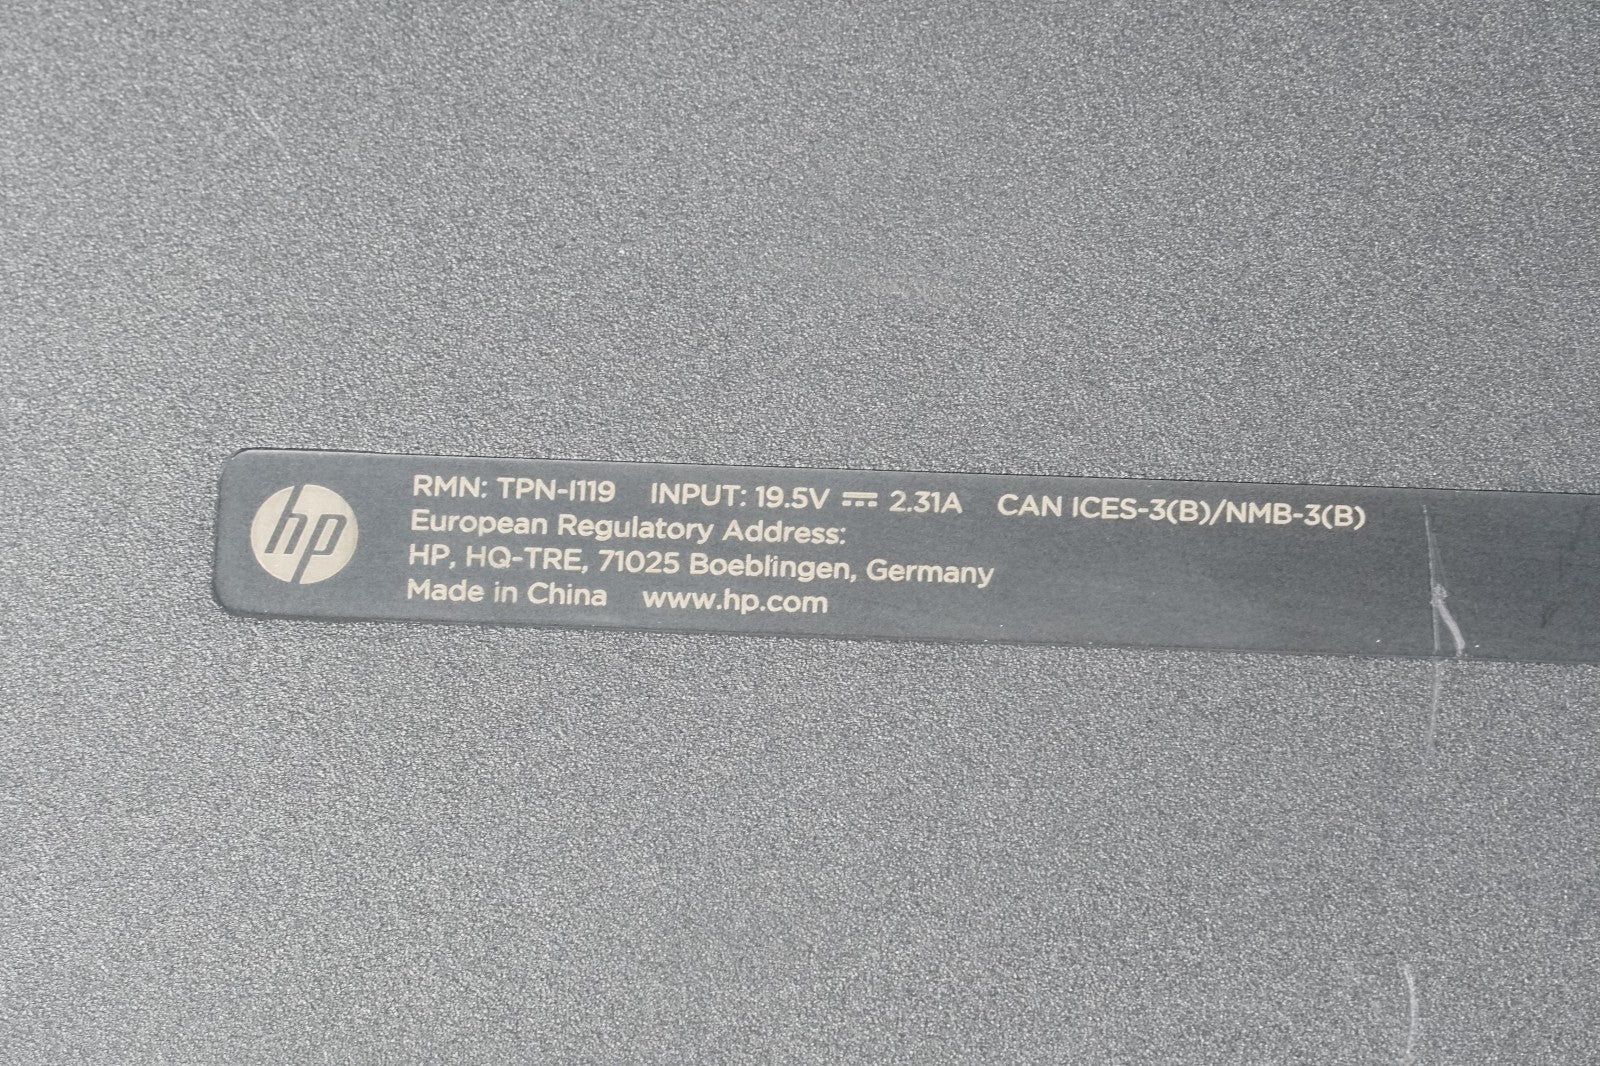 hp
RMN: TPN-I119 INPUT: 19.5V ⎓ 2.31A CAN ICES-3(B)/NMB-3(B)
European Regulatory Address:
HP, HQ-TRE, 71025 Boeblingen, Germany
Made in China www.hp.com